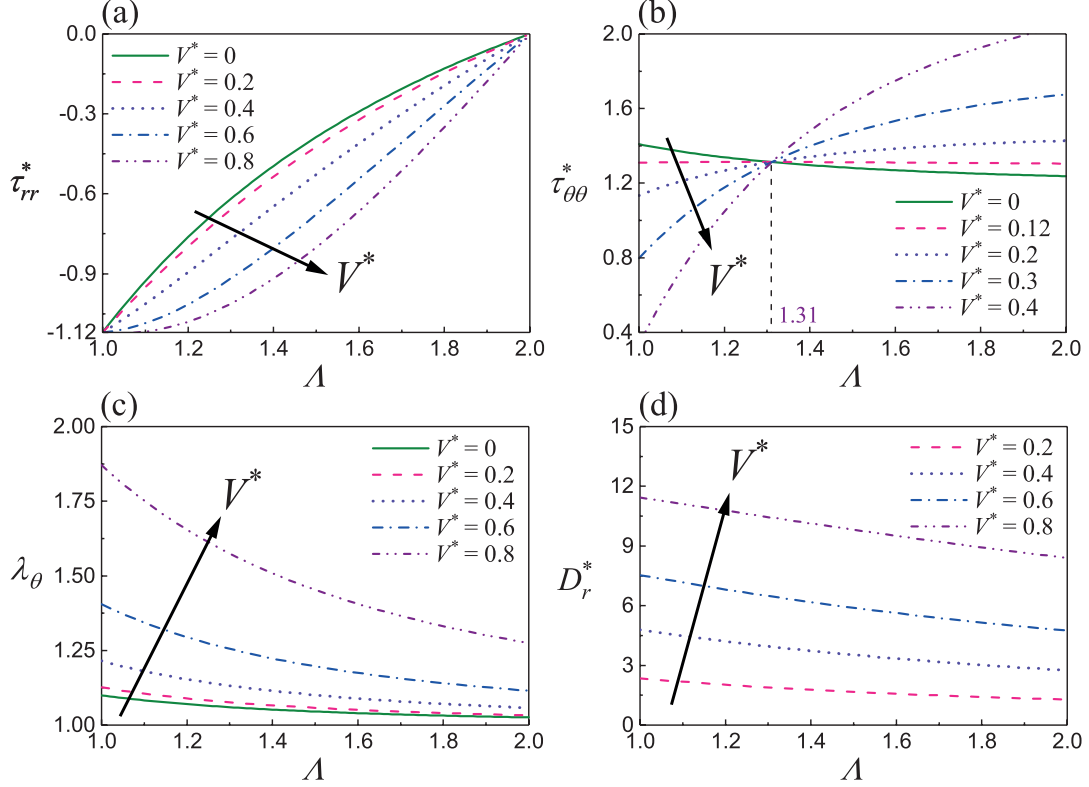 (a)
0.0
-0.3
-0.6
-0.9
-1.12
τ*rr
V* = 0
V* = 0.2
V* = 0.4
V* = 0.6
V* = 0.8
V*
1.0 1.2 1.4 1.6 1.8 2.0
Λ
(b)
2.0
1.6
1.2
0.8
0.4
τ*θθ
V* = 0
V* = 0.12
V* = 0.2
V* = 0.3
V* = 0.4
V*
1.31
1.0 1.2 1.4 1.6 1.8 2.0
Λ
(c)
2.00
1.75
1.50
1.25
1.00
λθ
V* = 0
V* = 0.2
V* = 0.4
V* = 0.6
V* = 0.8
V*
1.0 1.2 1.4 1.6 1.8 2.0
Λ
(d)
15
12
9
6
3
0
D*r
V* = 0.2
V* = 0.4
V* = 0.6
V* = 0.8
V*
1.0 1.2 1.4 1.6 1.8 2.0
Λ